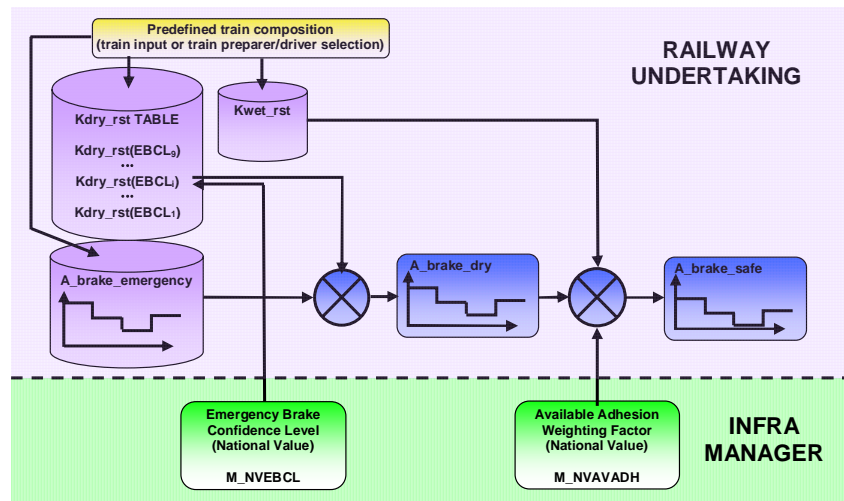 Predefined train composition
(train input or train preparer/driver selection)
RAILWAY
UNDERTAKING
Kdry_rst TABLE
Kdry_rst(EBCL9)
...
Kdry_rst(EBCLi)
...
Kdry_rst(EBCL1)
Kwet_rst
A_brake_emergency
A_brake_dry
A_brake_safe
Emergency Brake
Confidence Level
(National Value)
M_NVEBCL
Available Adhesion
Weighting Factor
(National Value)
M_NVAVADH
INFRA
MANAGER